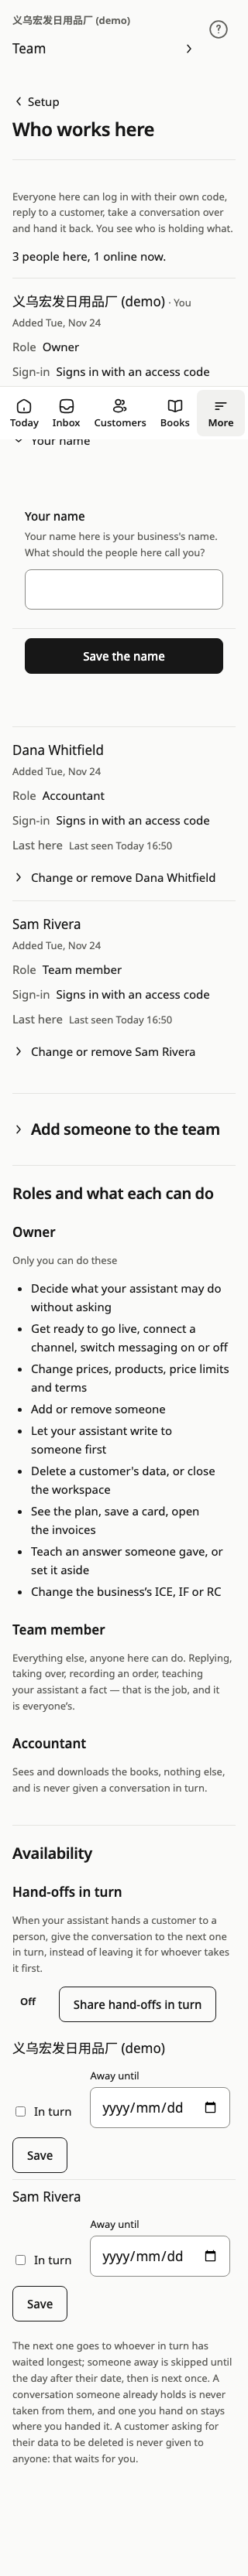 义乌宏发日用品厂 (demo)
Team
Setup
Who works here
Everyone here can log in with their own code,
reply to a customer, take a conversation over
and hand it back. You see who is holding what.
3 people here, 1 online now.
义乌宏发日用品厂 (demo) · You
Added Tue, Nov 24
Role Owner
Sign-in Signs in with an access code
Today Inbox Customers Books More
Your name
Your name
Your name here is your business's name.
What should the people here call you?
Save the name
Dana Whitfield
Added Tue, Nov 24
Role Accountant
Sign-in Signs in with an access code
Last here Last seen Today 16:50
Change or remove Dana Whitfield
Sam Rivera
Added Tue, Nov 24
Role Team member
Sign-in Signs in with an access code
Last here Last seen Today 16:50
Change or remove Sam Rivera
Add someone to the team
Roles and what each can do
Owner
Only you can do these
• Decide what your assistant may do
without asking
• Get ready to go live, connect a
channel, switch messaging on or off
• Change prices, products, price limits
and terms
• Add or remove someone
• Let your assistant write to
someone first
• Delete a customer's data, or close
the workspace
• See the plan, save a card, open
the invoices
• Teach an answer someone gave, or
set it aside
• Change the business’s ICE, IF or RC
Team member
Everything else, anyone here can do. Replying,
taking over, recording an order, teaching
your assistant a fact — that is the job, and it
is everyone’s.
Accountant
Sees and downloads the books, nothing else,
and is never given a conversation in turn.
Availability
Hand-offs in turn
When your assistant hands a customer to a
person, give the conversation to the next one
in turn, instead of leaving it for whoever takes
it first.
Off Share hand-offs in turn
义乌宏发日用品厂 (demo)
Away until
In turn yyyy/mm/dd
Save
Sam Rivera
Away until
In turn yyyy/mm/dd
Save
The next one goes to whoever in turn has
waited longest; someone away is skipped until
the day after their date, then is next once. A
conversation someone already holds is never
taken from them, and one you hand on stays
where you handed it. A customer asking for
their data to be deleted is never given to
anyone: that waits for you.